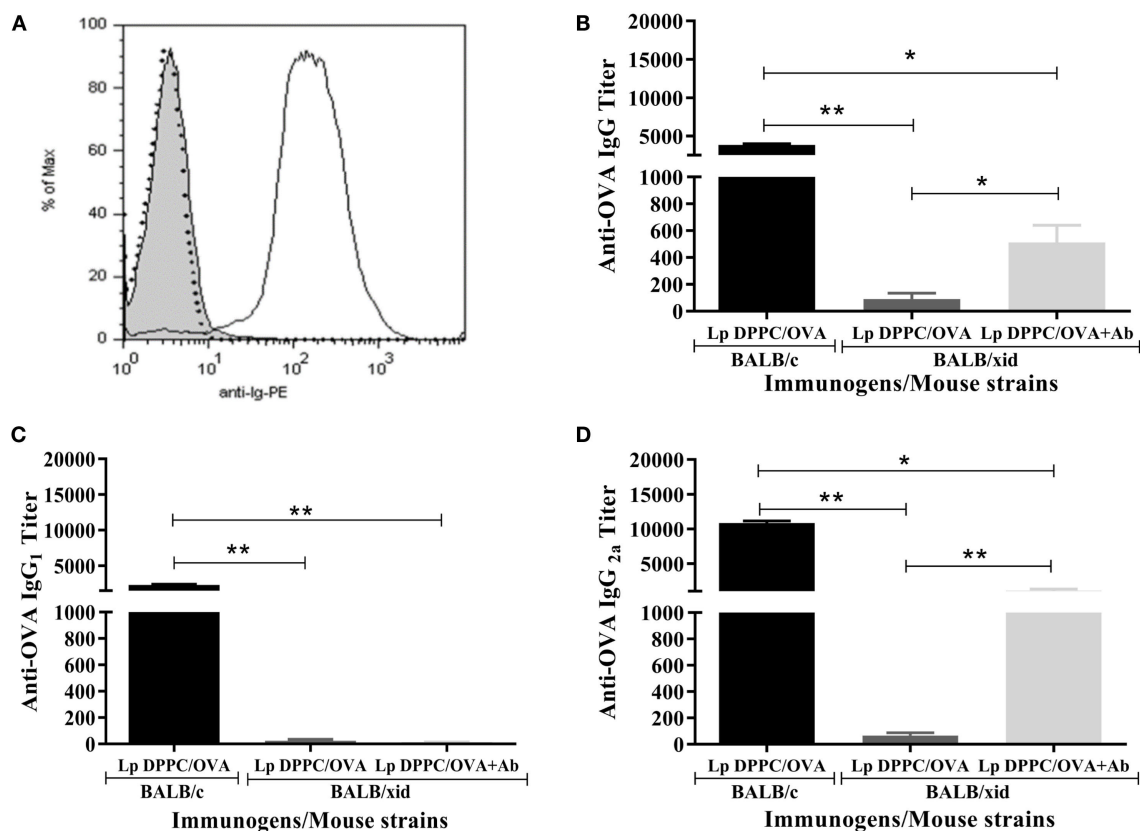 A
100
80
60
40
20
0
% of Max
10^0 10^1 10^2 10^3
anti-Ig-PE
B
20000
15000
10000
5000
1000
800
600
400
200
0
Anti-OVA IgG Titer
*
**
*
Lp DPPC/OVA Lp DPPC/OVA Lp DPPC/OVA+Ab
BALB/c BALB/xid
Immunogens/Mouse strains
C
20000
15000
10000
5000
1000
800
600
400
200
0
Anti-OVA IgG1 Titer
**
**
Lp DPPC/OVA Lp DPPC/OVA Lp DPPC/OVA+Ab
BALB/c BALB/xid
Immunogens/Mouse strains
D
20000
15000
10000
5000
1000
800
600
400
200
0
Anti-OVA IgG 2a Titer
*
**
**
Lp DPPC/OVA Lp DPPC/OVA Lp DPPC/OVA+Ab
BALB/c BALB/xid
Immunogens/Mouse strains